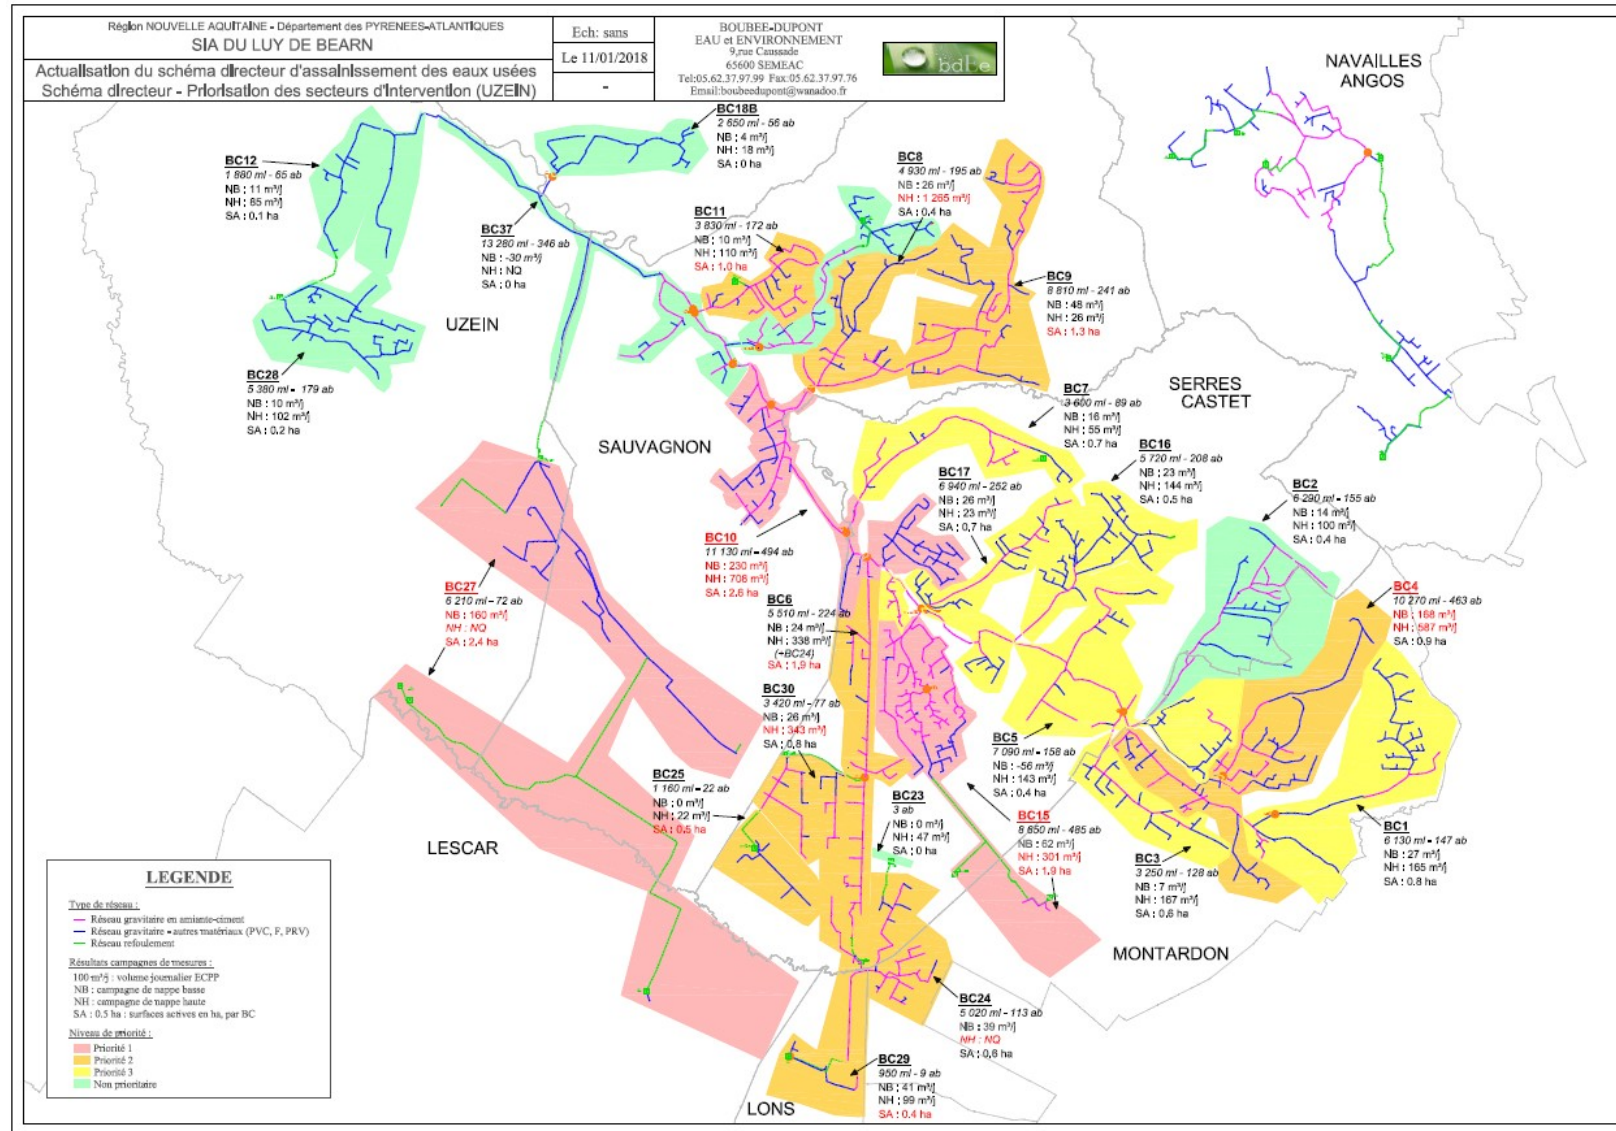 Région NOUVELLE AQUITAINE - Département des PYRENEES-ATLANTIQUES
SIA DU LUY DE BEARN
Actualisation du schéma directeur d'assainissement des eaux usées
Schéma directeur - Priorisation des secteurs d'intervention (UZEIN)
Ech: sans
Le 11/01/2018
-
BOUBEE-DUPONT
EAU et ENVIRONNEMENT
9,rue Caussade
65600 SEMEAC
Tel:05.62.37.97.99 Fax:05.62.37.97.76
Email:boubeedupont@wanadoo.fr
bdee
NAVAILLES
ANGOS
BC18B
2 650 ml - 56 ab
NB : 4 m³/j
NH : 18 m³/j
SA : 0 ha
BC12
1 880 ml - 65 ab
NB : 11 m³/j
NH : 65 m³/j
SA : 0.1 ha
BC8
4 930 ml - 195 ab
NB : 26 m³/j
NH : 1 265 m³/j
SA : 0.4 ha
BC11
3 830 ml - 172 ab
NB : 10 m³/j
NH : 110 m³/j
SA : 1.0 ha
BC37
13 280 ml - 346 ab
NB : -30 m³/j
NH : NQ
SA : 0 ha
BC9
8 810 ml - 241 ab
NB : 48 m³/j
NH : 26 m³/j
SA : 1.3 ha
UZEIN
BC28
5 380 ml - 179 ab
NB : 10 m³/j
NH : 102 m³/j
SA : 0.2 ha
SERRES
CASTET
BC7
3 600 ml - 89 ab
NB : 16 m³/j
NH : 55 m³/j
SA : 0.7 ha
SAUVAGNON
BC16
5 720 ml - 208 ab
NB : 23 m³/j
NH : 144 m³/j
SA : 0.5 ha
BC17
6 940 ml - 252 ab
NB : 26 m³/j
NH : 23 m³/j
SA : 0.7 ha
BC2
6 290 ml - 155 ab
NB : 14 m³/j
NH : 100 m³/j
SA : 0.4 ha
BC10
11 130 ml - 494 ab
NB : 230 m³/j
NH : 708 m³/j
SA : 2.6 ha
BC27
6 210 ml - 72 ab
NB : 160 m³/j
NH : NQ
SA : 2.4 ha
BC4
10 270 ml - 463 ab
NB : 168 m³/j
NH : 587 m³/j
SA : 0.9 ha
BC6
5 510 ml - 224 ab
NB : 24 m³/j
NH : 338 m³/j
(+BC24)
SA : 1.9 ha
BC30
3 420 ml - 77 ab
NB : 26 m³/j
NH : 343 m³/j
SA : 0.8 ha
BC5
7 090 ml - 158 ab
NB : -56 m³/j
NH : 143 m³/j
SA : 0.4 ha
BC25
1 160 ml - 22 ab
NB : 0 m³/j
NH : 22 m³/j
SA : 0.5 ha
BC23
3 ab
NB : 0 m³/j
NH : 47 m³/j
SA : 0 ha
BC15
8 850 ml - 485 ab
NB : 62 m³/j
NH : 301 m³/j
SA : 1.9 ha
BC1
6 130 ml - 147 ab
NB : 27 m³/j
NH : 165 m³/j
SA : 0.8 ha
BC3
3 250 ml - 128 ab
NB : 7 m³/j
NH : 167 m³/j
SA : 0.6 ha
LESCAR
MONTARDON
BC24
5 020 ml - 113 ab
NB : 39 m³/j
NH : NQ
SA : 0.6 ha
BC29
950 ml - 9 ab
NB : 41 m³/j
NH : 99 m³/j
SA : 0.4 ha
LONS
LEGENDE
Type de réseau :
Réseau gravitaire en amiante-ciment
Réseau gravitaire - autres matériaux (PVC, F, PRV)
Réseau refoulement
Résultats campagnes de mesures :
100 m³/j : volume journalier ECPP
NB : campagne de nappe basse
NH : campagne de nappe haute
SA : 0.5 ha : surfaces actives en ha, par BC
Niveau de priorité :
Priorité 1
Priorité 2
Priorité 3
Non prioritaire